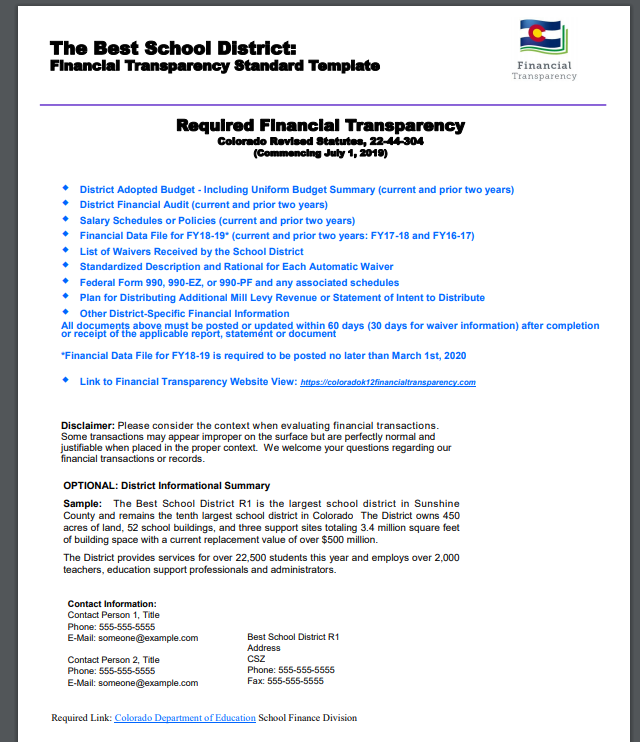 The Best School District:
Financial Transparency Standard Template
Financial
Transparency
Required Financial Transparency
Colorado Revised Statutes, 22-44-304
(Commencing July 1, 2019)
District Adopted Budget - Including Uniform Budget Summary (current and prior two years)
District Financial Audit (current and prior two years)
Salary Schedules or Policies (current and prior two years)
Financial Data File for FY18-19* (current and prior two years: FY17-18 and FY16-17)
List of Waivers Received by the School District
Standardized Description and Rational for Each Automatic Waiver
Federal Form 990, 990-EZ, or 990-PF and any associated schedules
Plan for Distributing Additional Mill Levy Revenue or Statement of Intent to Distribute
Other District-Specific Financial Information
All documents above must be posted or updated within 60 days (30 days for waiver information) after completion
or receipt of the applicable report, statement or document
*Financial Data File for FY18-19 is required to be posted no later than March 1st, 2020
Link to Financial Transparency Website View: https://coloradok12financialtransparency.com
Disclaimer: Please consider the context when evaluating financial transactions.
Some transactions may appear improper on the surface but are perfectly normal and
justifiable when placed in the proper context. We welcome your questions regarding our
financial transactions or records.
OPTIONAL: District Informational Summary
Sample: The Best School District R1 is the largest school district in Sunshine
County and remains the tenth largest school district in Colorado The District owns 450
acres of land, 52 school buildings, and three support sites totaling 3.4 million square feet
of building space with a current replacement value of over $500 million.
The District provides services for over 22,500 students this year and employs over 2,000
teachers, education support professionals and administrators.
Contact Information:
Contact Person 1, Title
Phone: 555-555-5555
E-Mail: someone@example.com
Contact Person 2, Title
Phone: 555-555-5555
E-Mail: someone@example.com
Best School District R1
Address
CSZ
Phone: 555-555-5555
Fax: 555-555-5555
Required Link: Colorado Department of Education School Finance Division